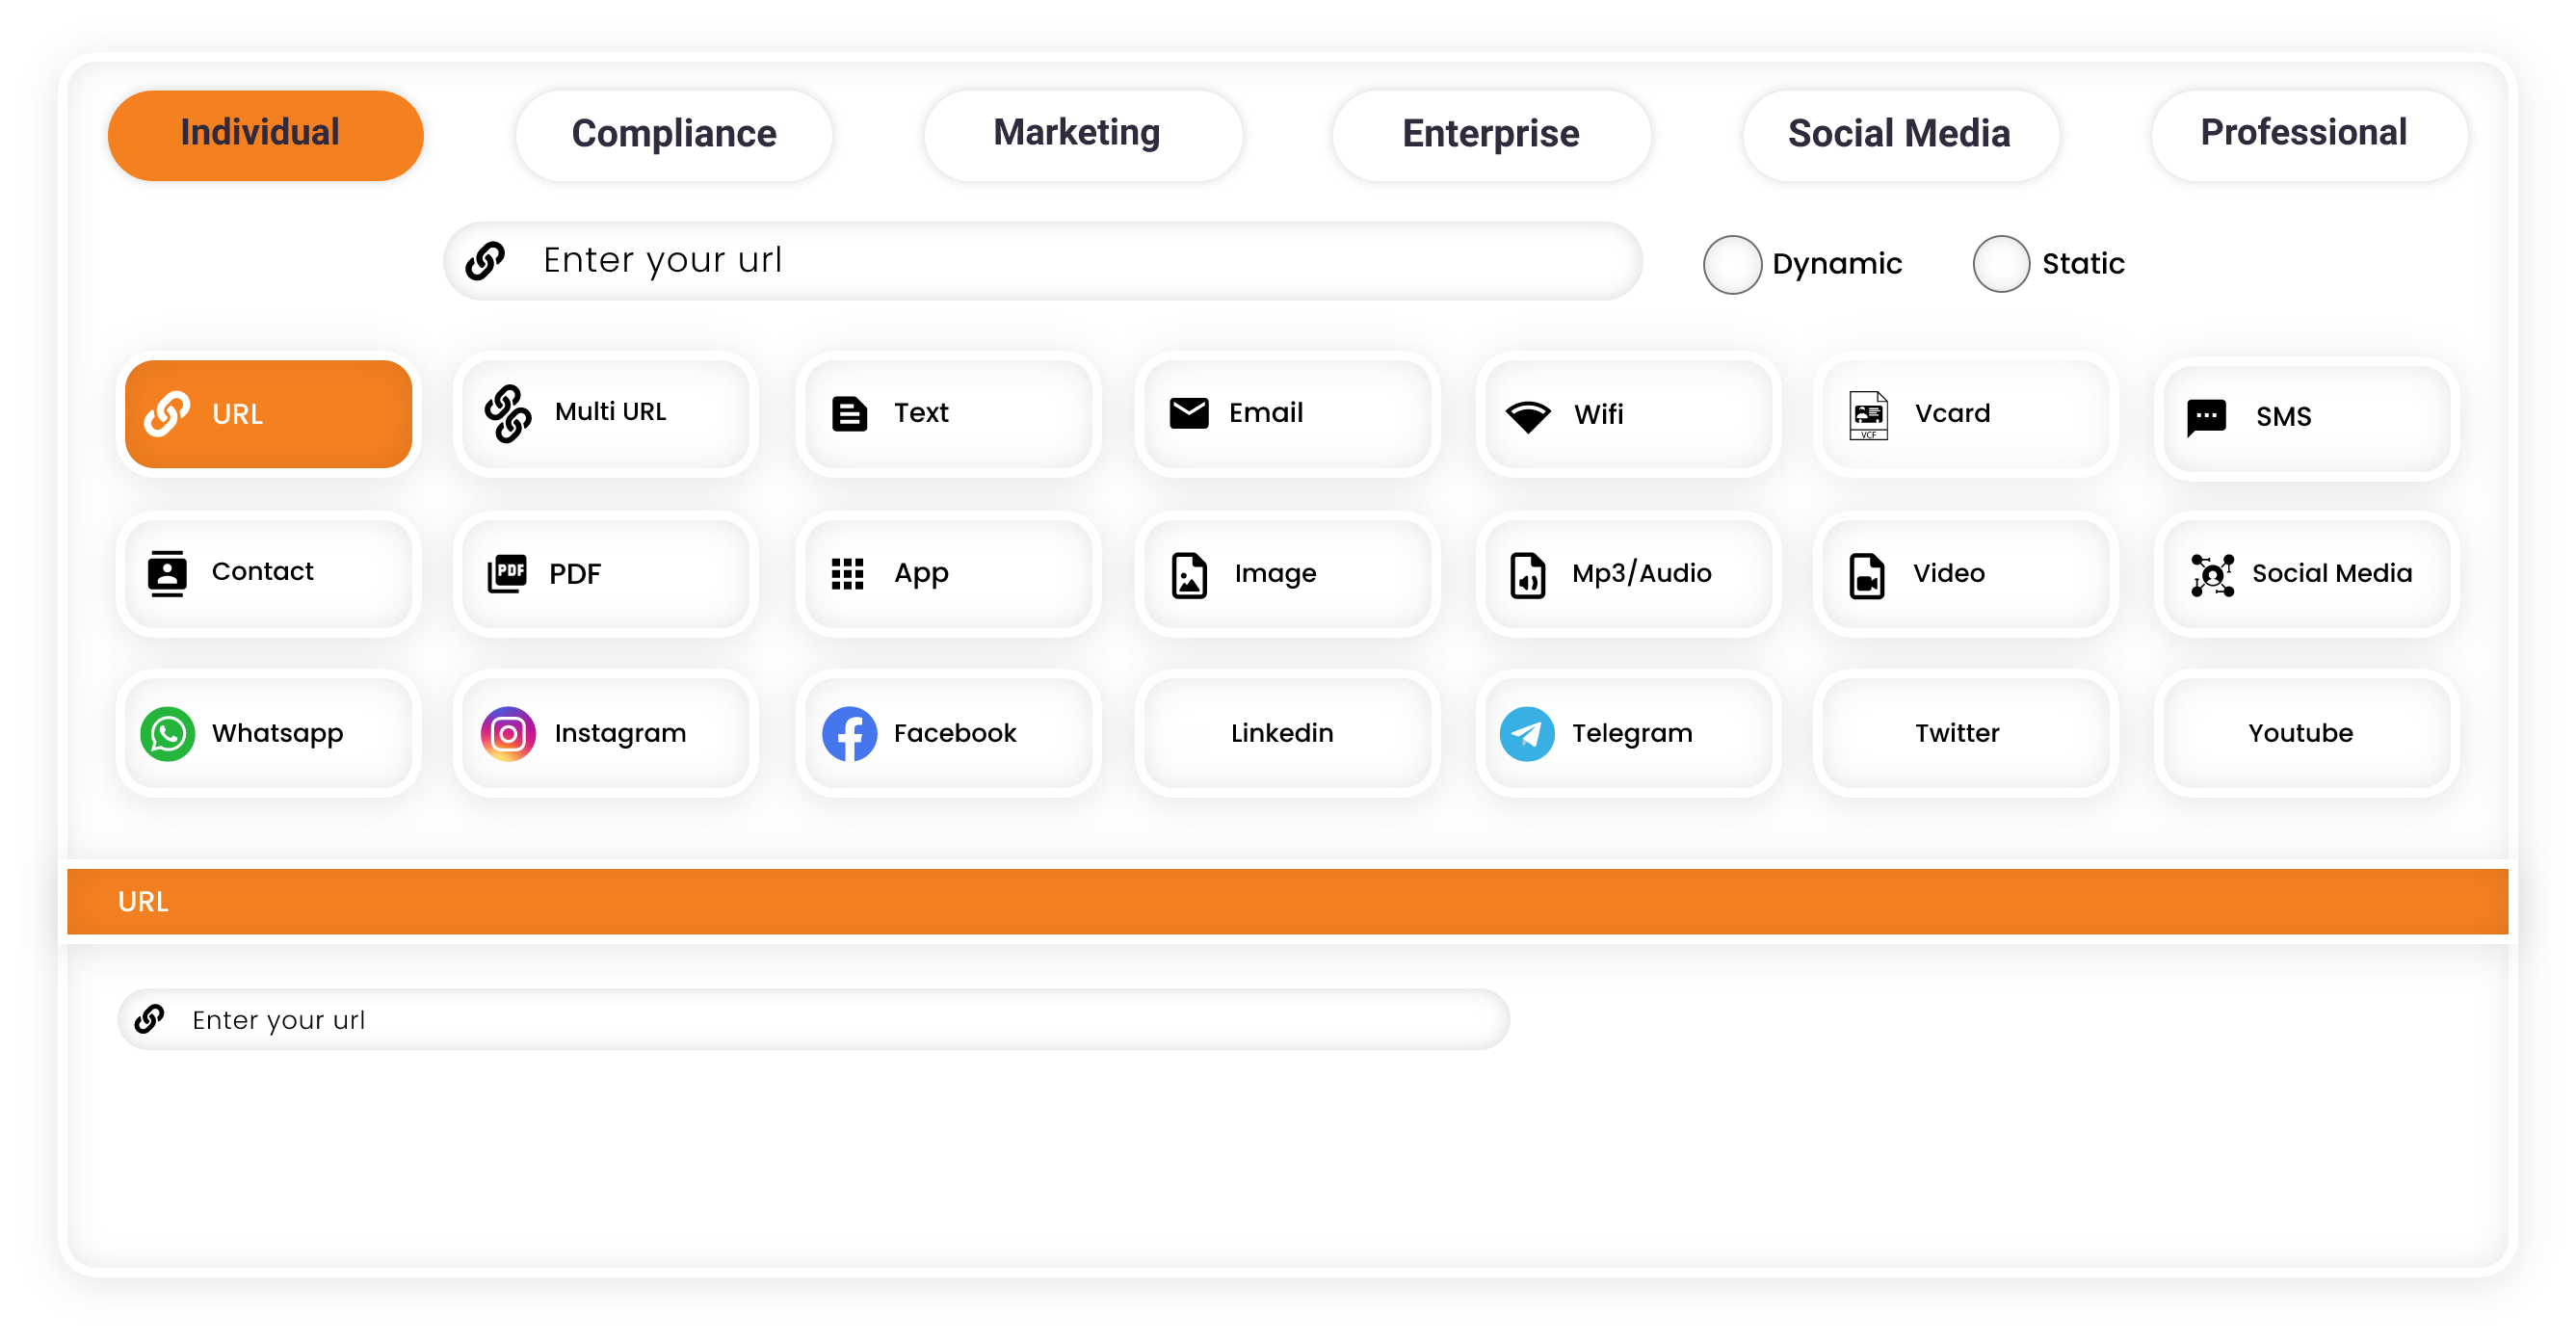 Individual
Compliance
Marketing
Enterprise
Social Media
Professional
Enter your url
Dynamic
Static
URL
Multi URL
Text
Email
Wifi
VCF
Vcard
SMS
Contact
PDF
PDF
App
Image
Mp3/Audio
Video
Social Media
Whatsapp
Instagram
Facebook
Linkedin
Telegram
Twitter
Youtube
URL
Enter your url